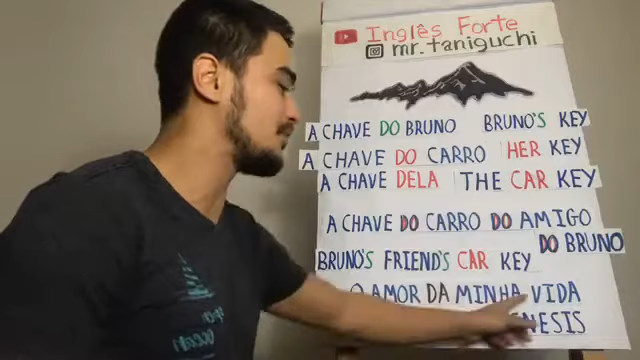 Inglês Forte
mr.taniguchi
A CHAVE DO BRUNO BRUNO'S KEY
A CHAVE DO CARRO HER KEY
A CHAVE DELA THE CAR KEY
A CHAVE DO CARRO DO AMIGO
DO BRUNO
BRUNO'S FRIEND'S CAR KEY
O AMOR DA MINHA VIDA